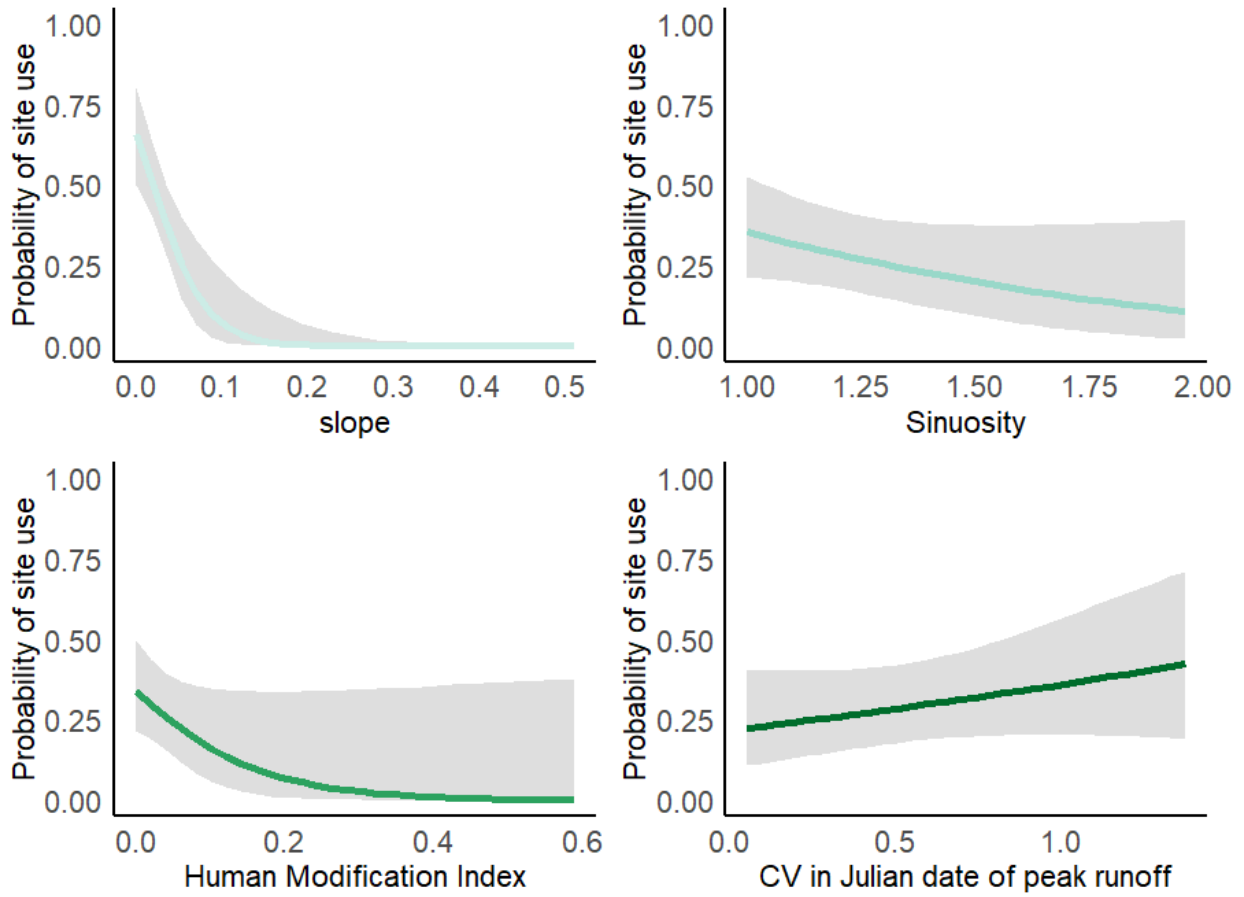 Probability of site use
1.00
0.75
0.50
0.25
0.00
0.0 0.1 0.2 0.3 0.4 0.5
slope
Probability of site use
1.00
0.75
0.50
0.25
0.00
1.00 1.25 1.50 1.75 2.00
Sinuosity
Probability of site use
1.00
0.75
0.50
0.25
0.00
0.0 0.2 0.4 0.6
Human Modification Index
Probability of site use
1.00
0.75
0.50
0.25
0.00
0.0 0.5 1.0
CV in Julian date of peak runoff